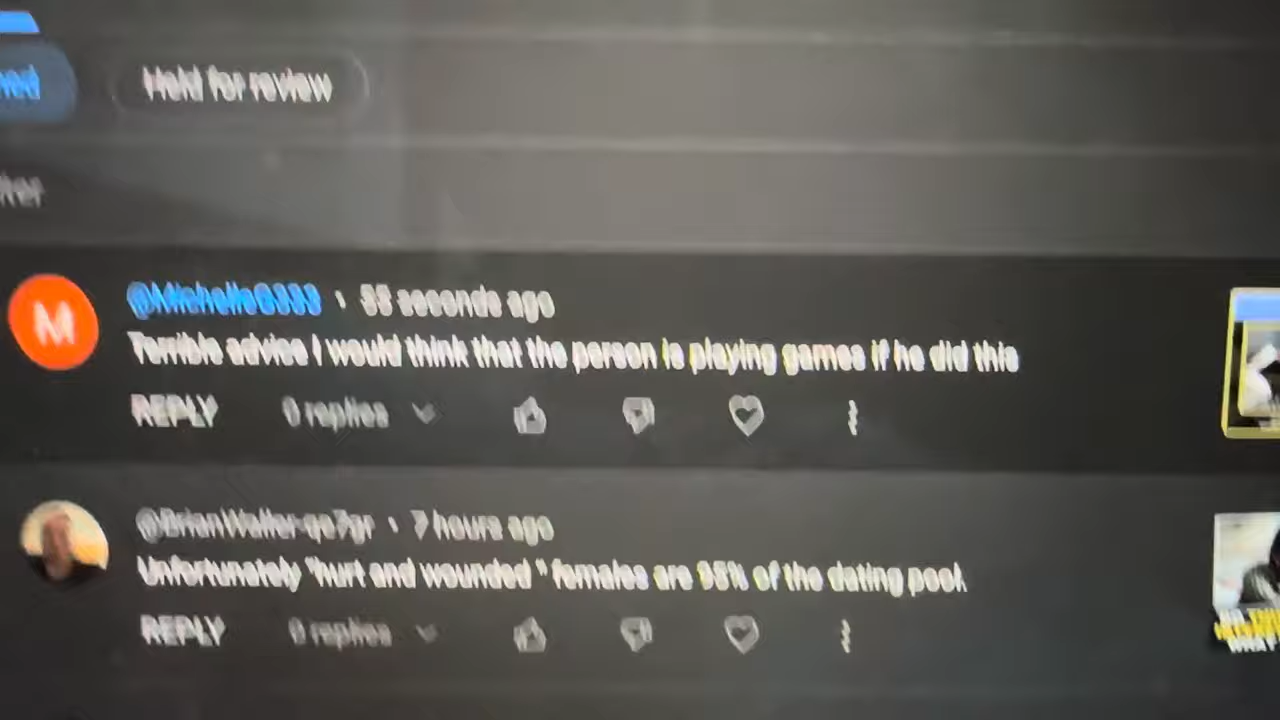 Held for review
M
55 seconds ago
Terrible advice I would think that the person is playing games if he did this
REPLY 0 replies
7 hours ago
Unfortunately "hurt and wounded " females are of the dating pool.
REPLY 0 replies